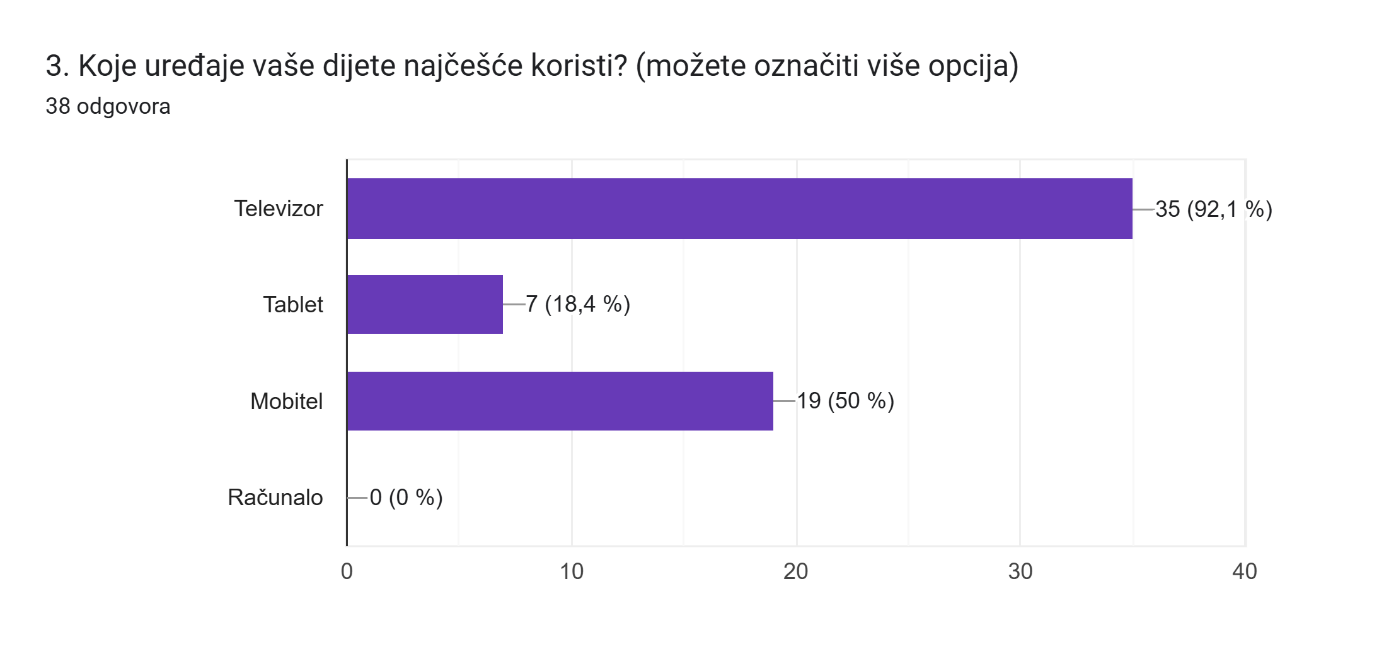 3. Koje uređaje vaše dijete najčešće koristi? (možete označiti više opcija)
38 odgovora
Televizor
35 (92,1 %)
Tablet
7 (18,4 %)
Mobitel
19 (50 %)
Računalo
0 (0 %)
0
10
20
30
40